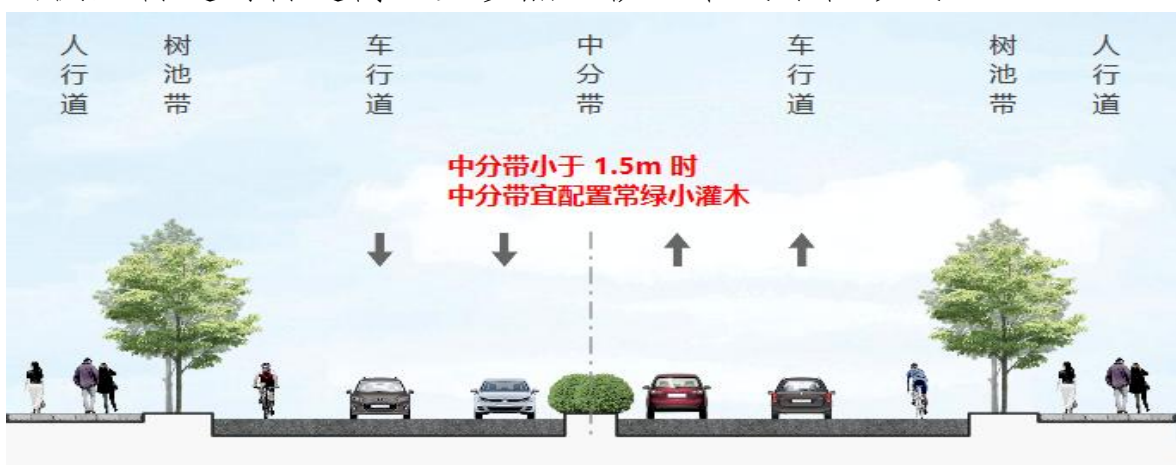 人行道
树池带
车行道
中分带
车行道
树池带
人行道
中分带小于 1.5m 时
中分带宜配置常绿小灌木